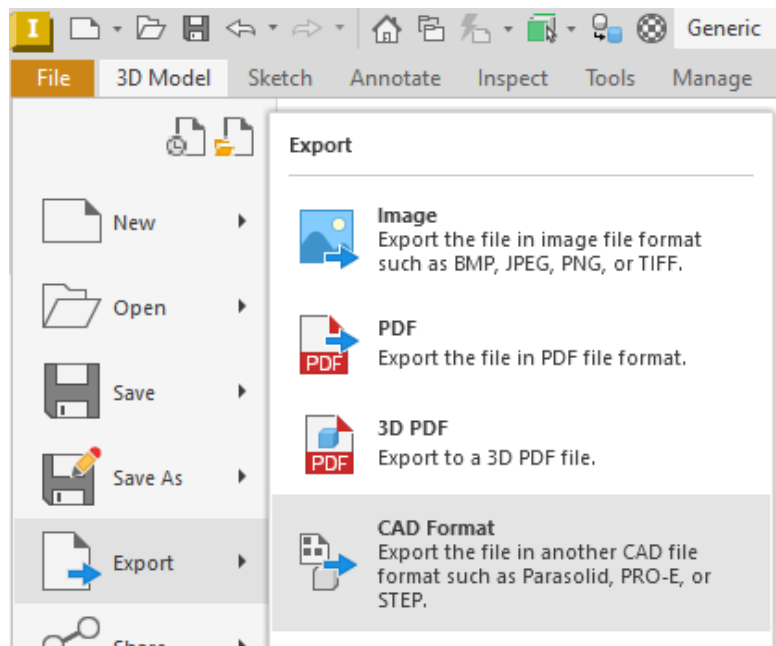 I
Generic
File 3D Model Sketch Annotate Inspect Tools Manage
Export
New
Open
Save
Save As
Export
Share
Image
Export the file in image file format
such as BMP, JPEG, PNG, or TIFF.
PDF
PDF
Export the file in PDF file format.
3D PDF
PDF
Export to a 3D PDF file.
CAD Format
Export the file in another CAD file
format such as Parasolid, PRO-E, or
STEP.